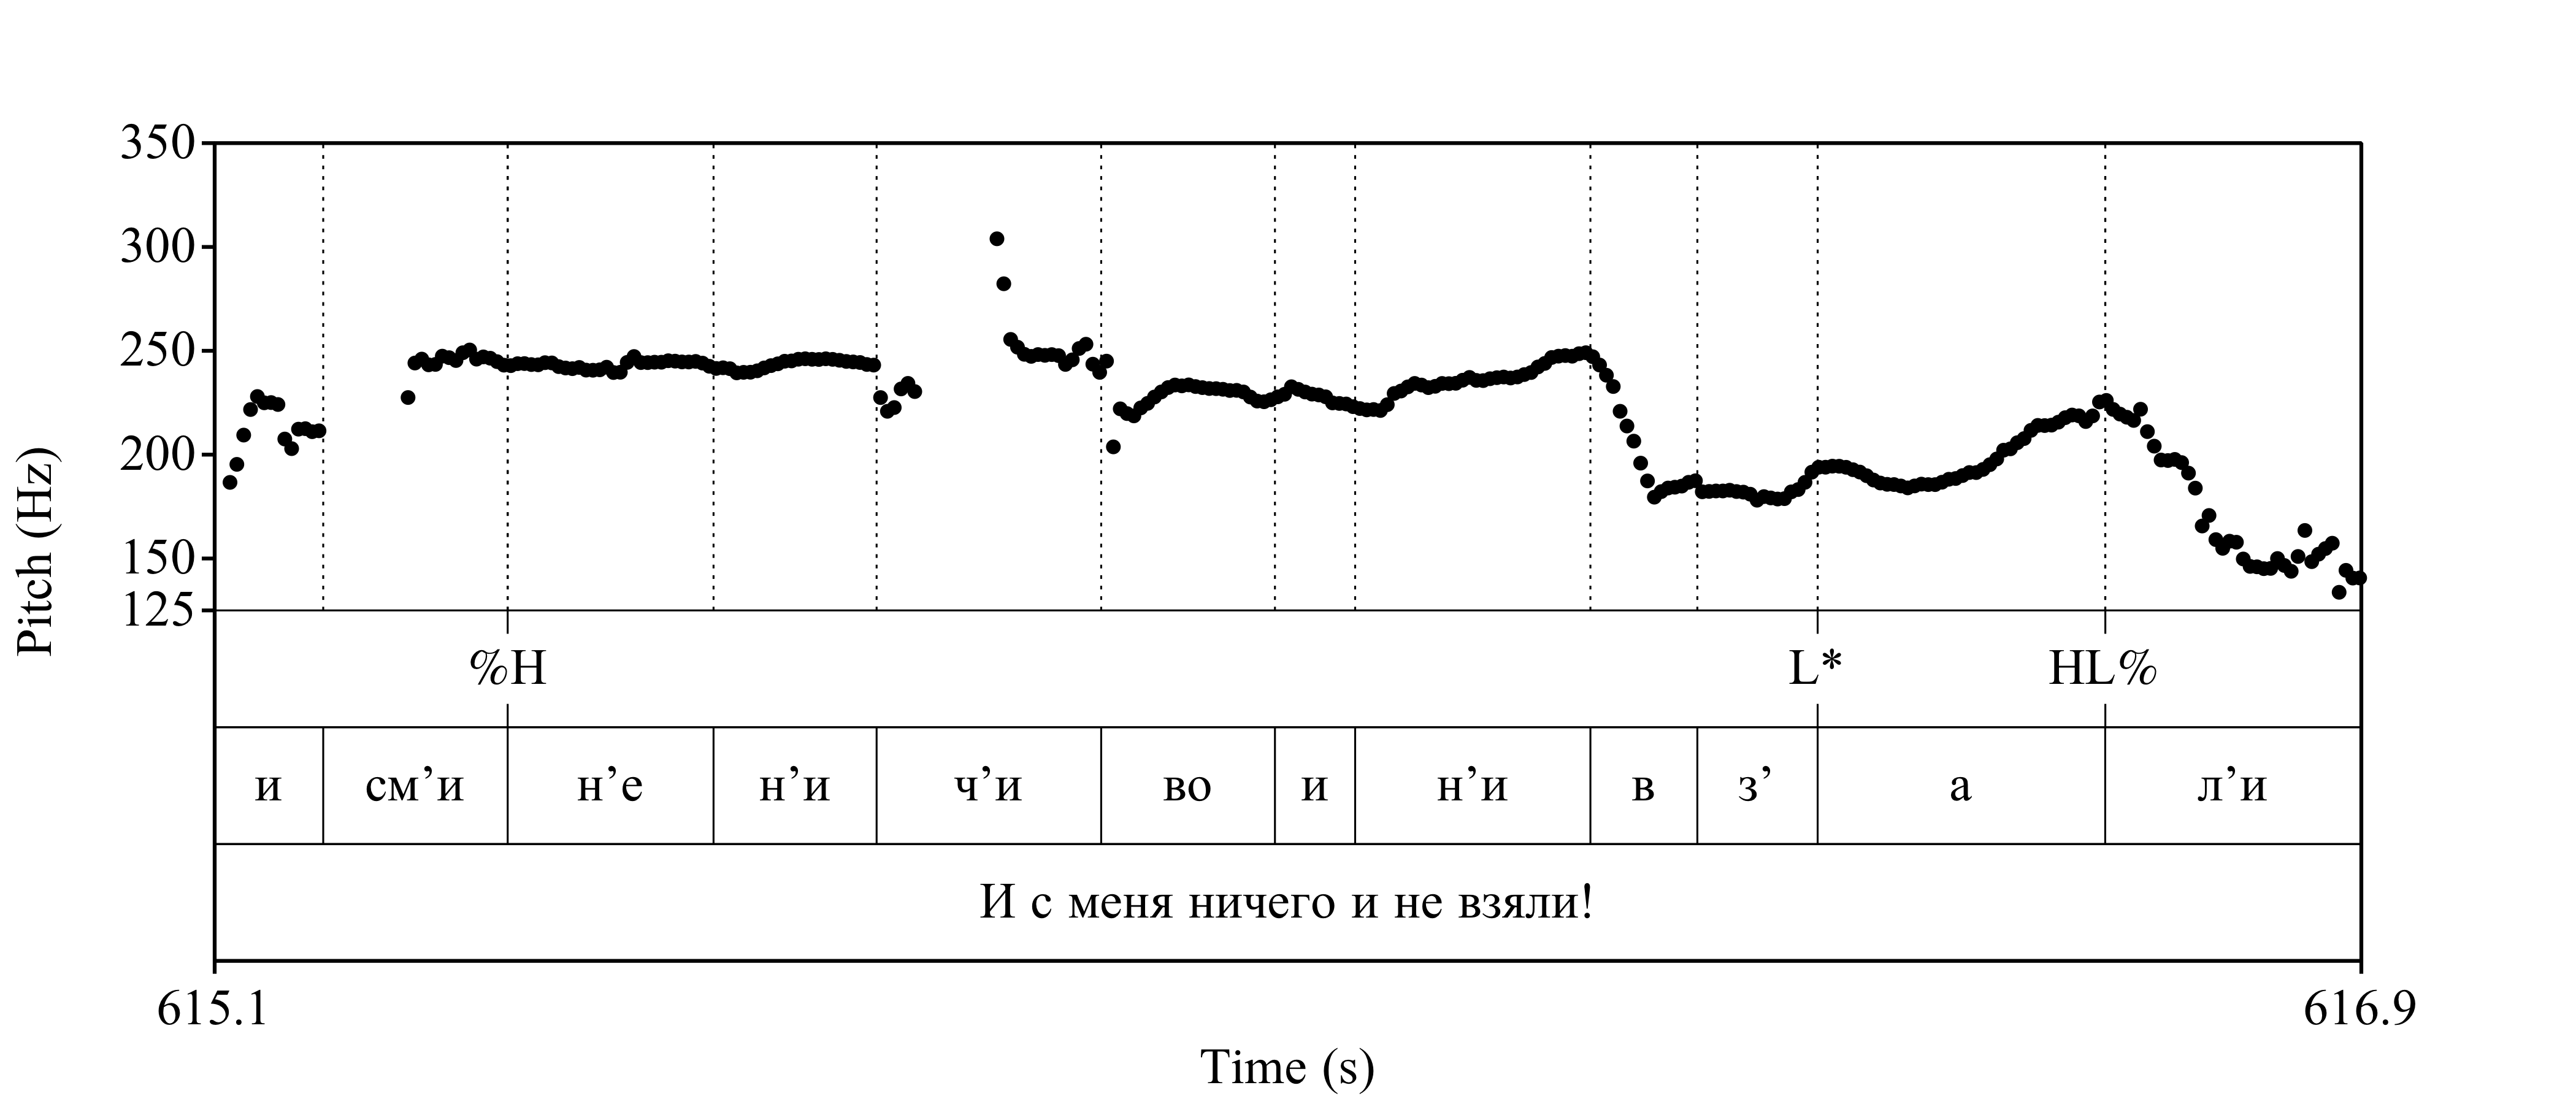 350
300
250
200
150
125
Pitch (Hz)
%H L* HL%
и см’и н’е н’и ч’и во и н’и в з’ а л’и
И с меня ничего и не взяли!
615.1 616.9
Time (s)